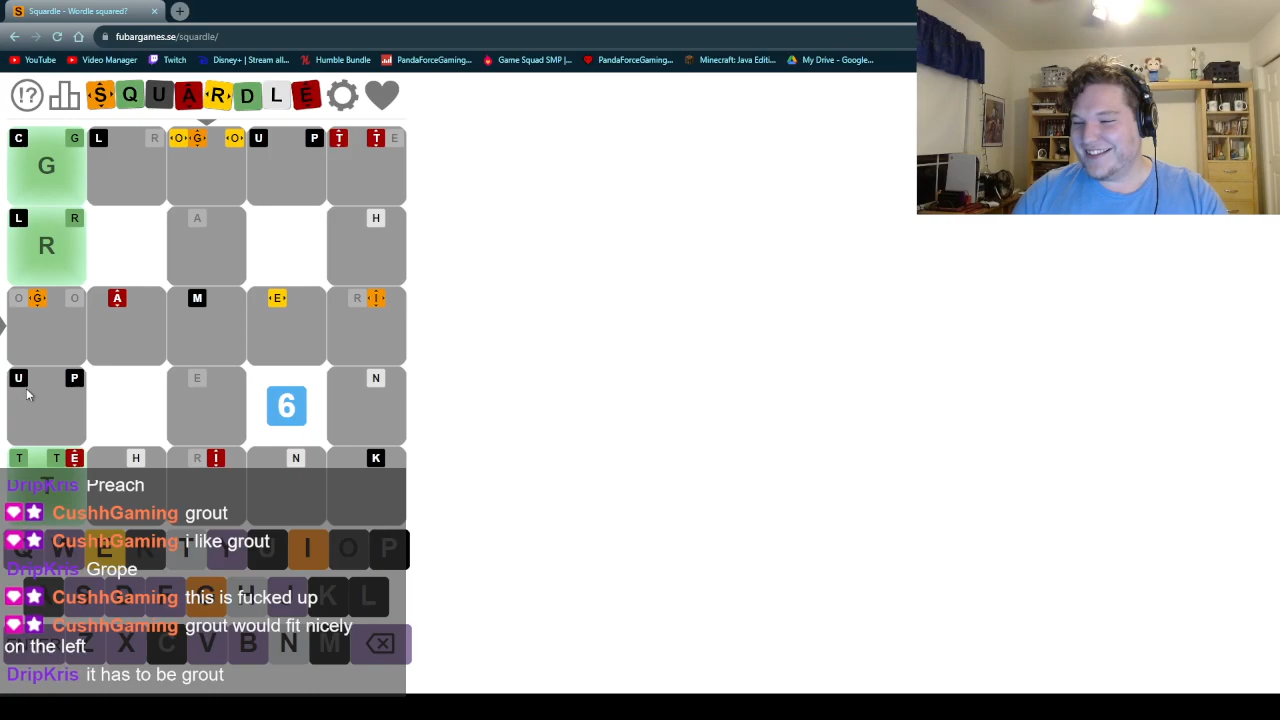 Squardle - Wordle squared?
fubargames.se/squardle/
YouTube Video Manager Twitch Disney+ | Stream all... Humble Bundle PandaForceGaming... Game Squad SMP |... PandaForceGaming... Minecraft: Java Editi... My Drive - Google...
!? S Q U A R D L E
C G L R O G O U P I T E
G
L R A H
R
O G O A M E R I
U P E N
6
T T E H R I N K
T
DripKris Preach
CushhGaming grout
CushhGaming i like grout
DripKris Grope
CushhGaming this is fucked up
CushhGaming grout would fit nicely
on the left
DripKris it has to be grout